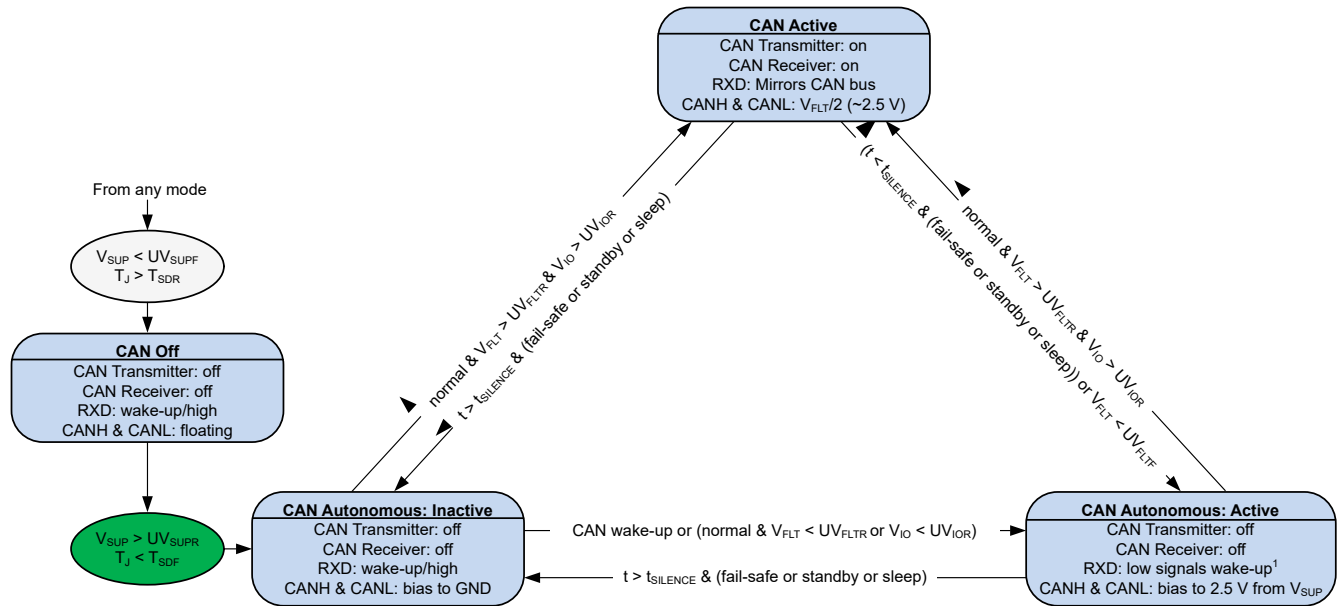 CAN Active
CAN Transmitter: on
CAN Receiver: on
RXD: Mirrors CAN bus
CANH & CANL: VFLT/2 (~2.5 V)
From any mode
VSUP < UVSUPF
TJ > TSDR
CAN Off
CAN Transmitter: off
CAN Receiver: off
RXD: wake-up/high
CANH & CANL: floating
VSUP > UVSUPR
TJ < TSDF
normal & VFLT > UVFLTR & VIO > UVIOR
t > tSILENCE & (fail-safe or standby or sleep)
(t < tSILENCE & (fail-safe or standby or sleep)) or VFLT < UVFLTF
normal & VFLT > UVFLTR & VIO > UVIOR
CAN Autonomous: Inactive
CAN Transmitter: off
CAN Receiver: off
RXD: wake-up/high
CANH & CANL: bias to GND
CAN wake-up or (normal & VFLT < UVFLTR or VIO < UVIOR)
t > tSILENCE & (fail-safe or standby or sleep)
CAN Autonomous: Active
CAN Transmitter: off
CAN Receiver: off
RXD: low signals wake-up¹
CANH & CANL: bias to 2.5 V from VSUP